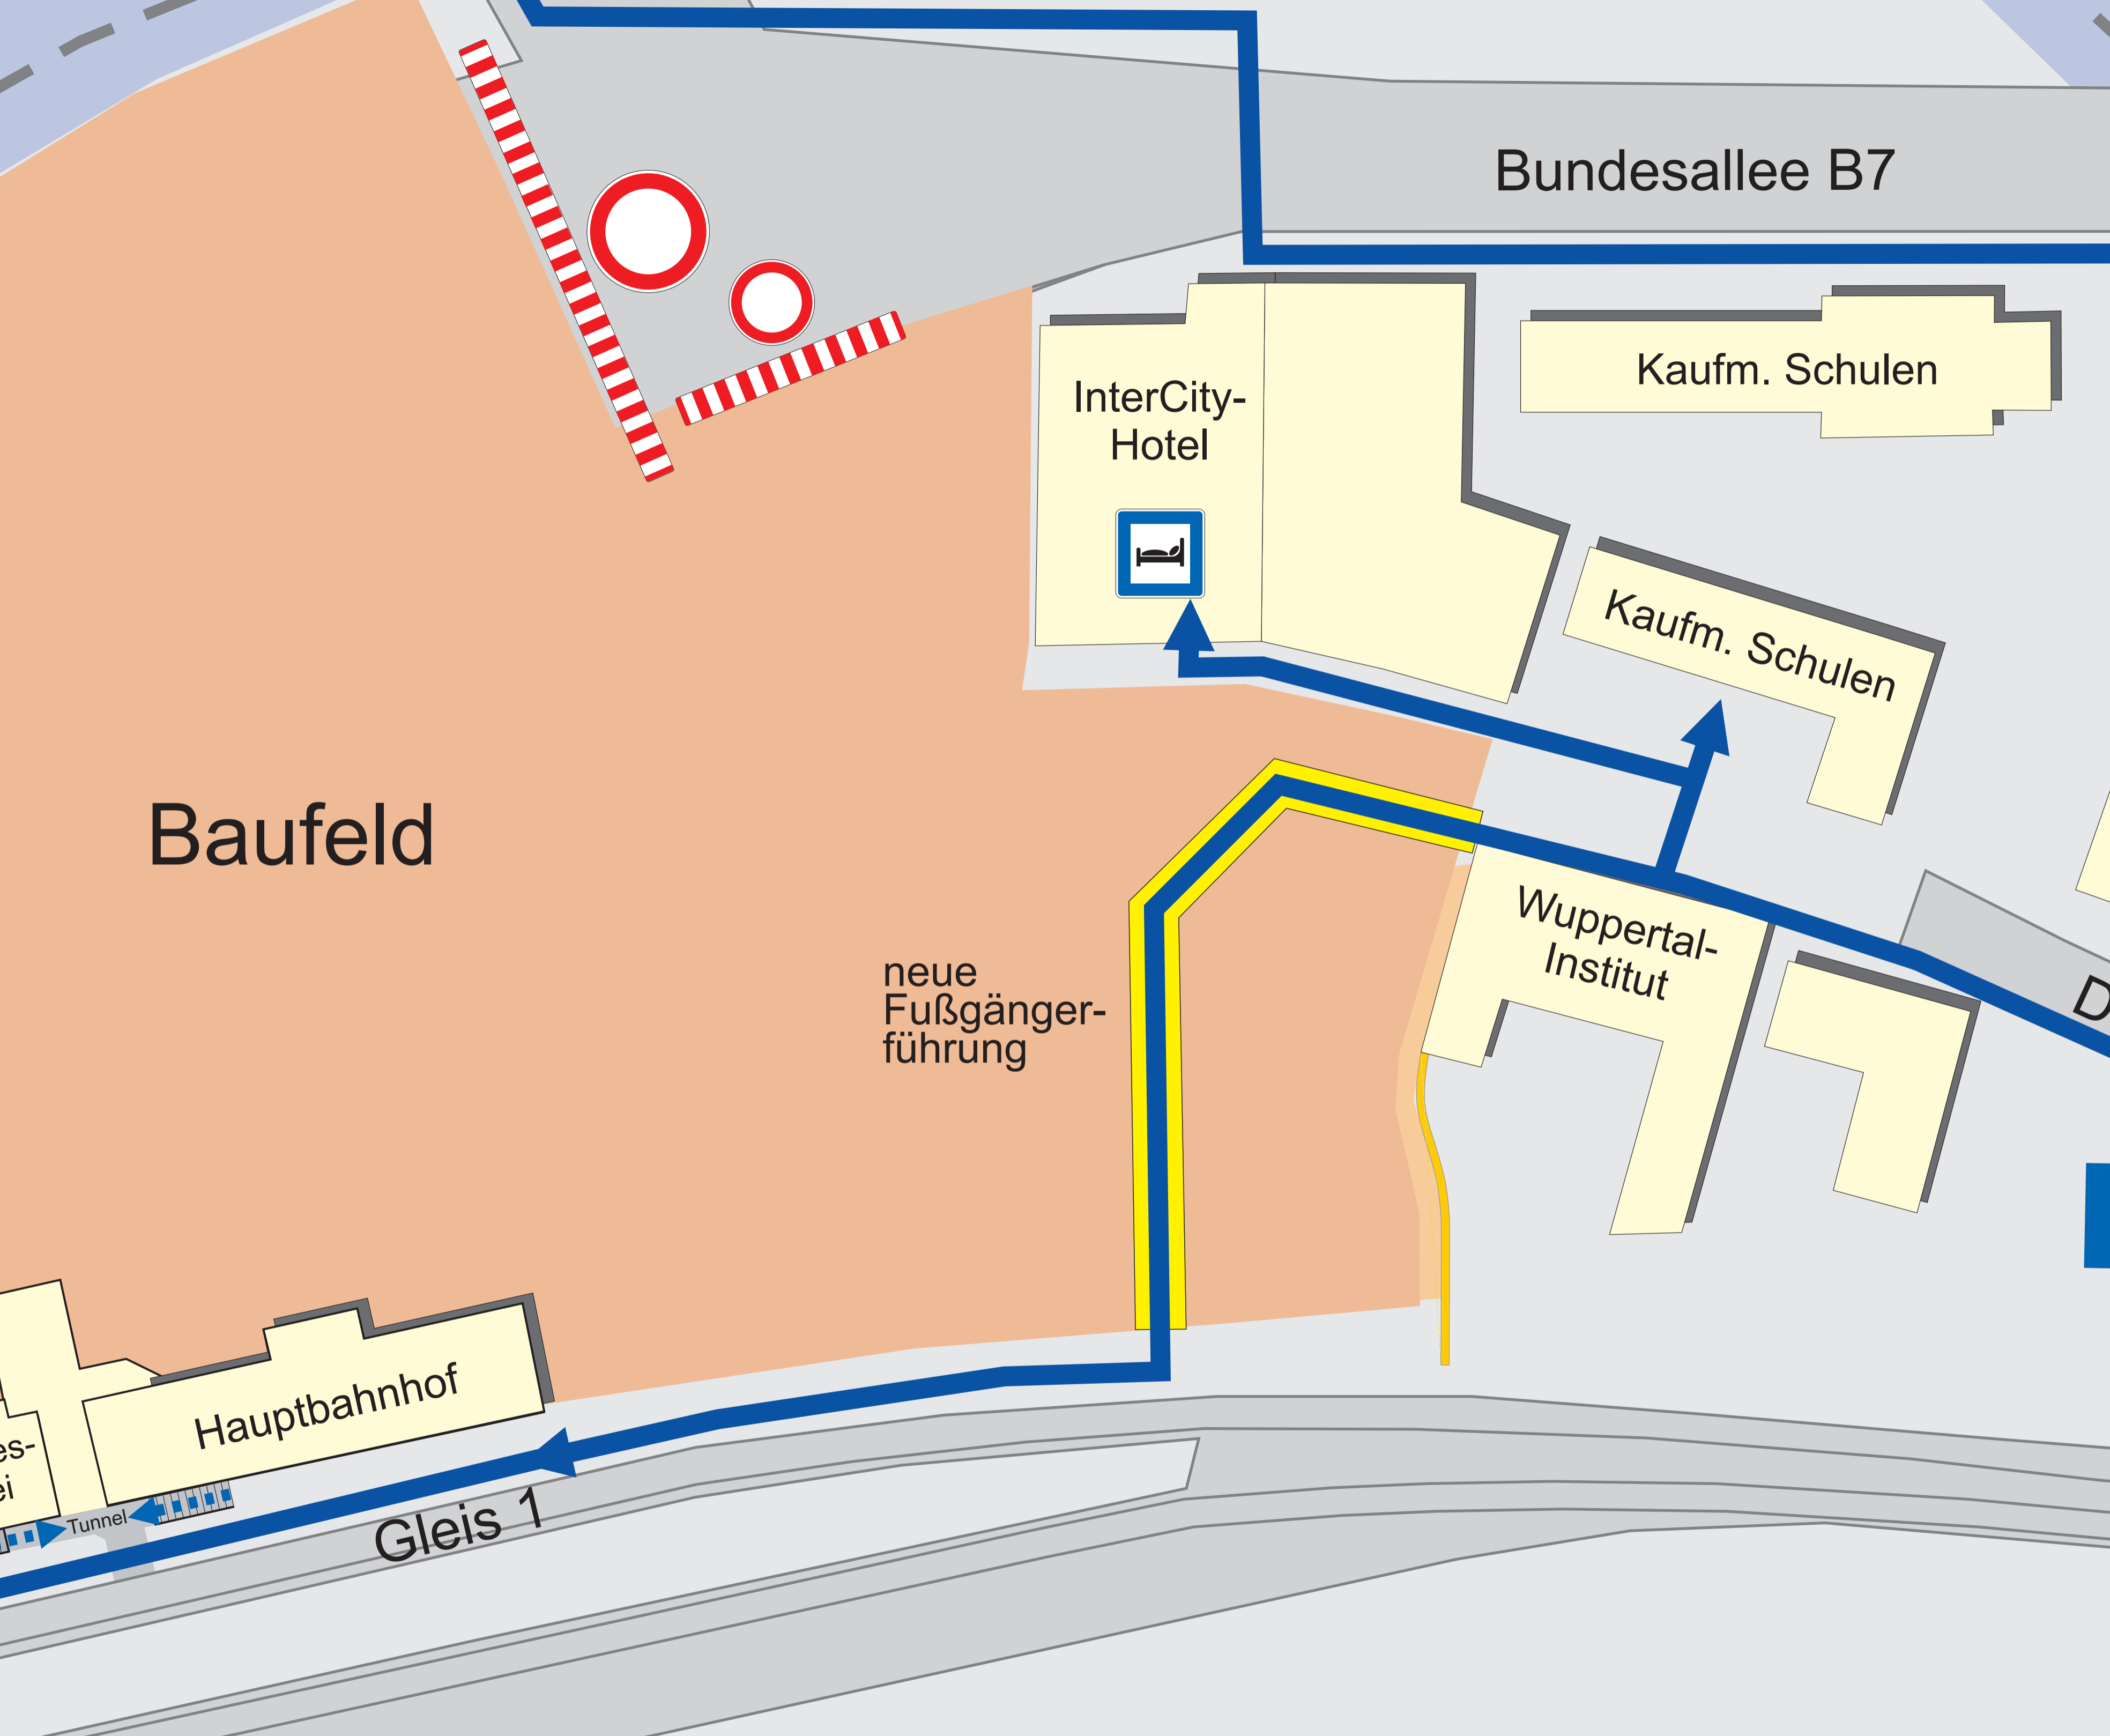 Bundesallee B7
InterCity-
Hotel
Kaufm. Schulen
Kaufm. Schulen
Baufeld
Wuppertal-
Institut
neue
Fußgänger-
führung
Hauptbahnhof
Tunnel
Gleis 1